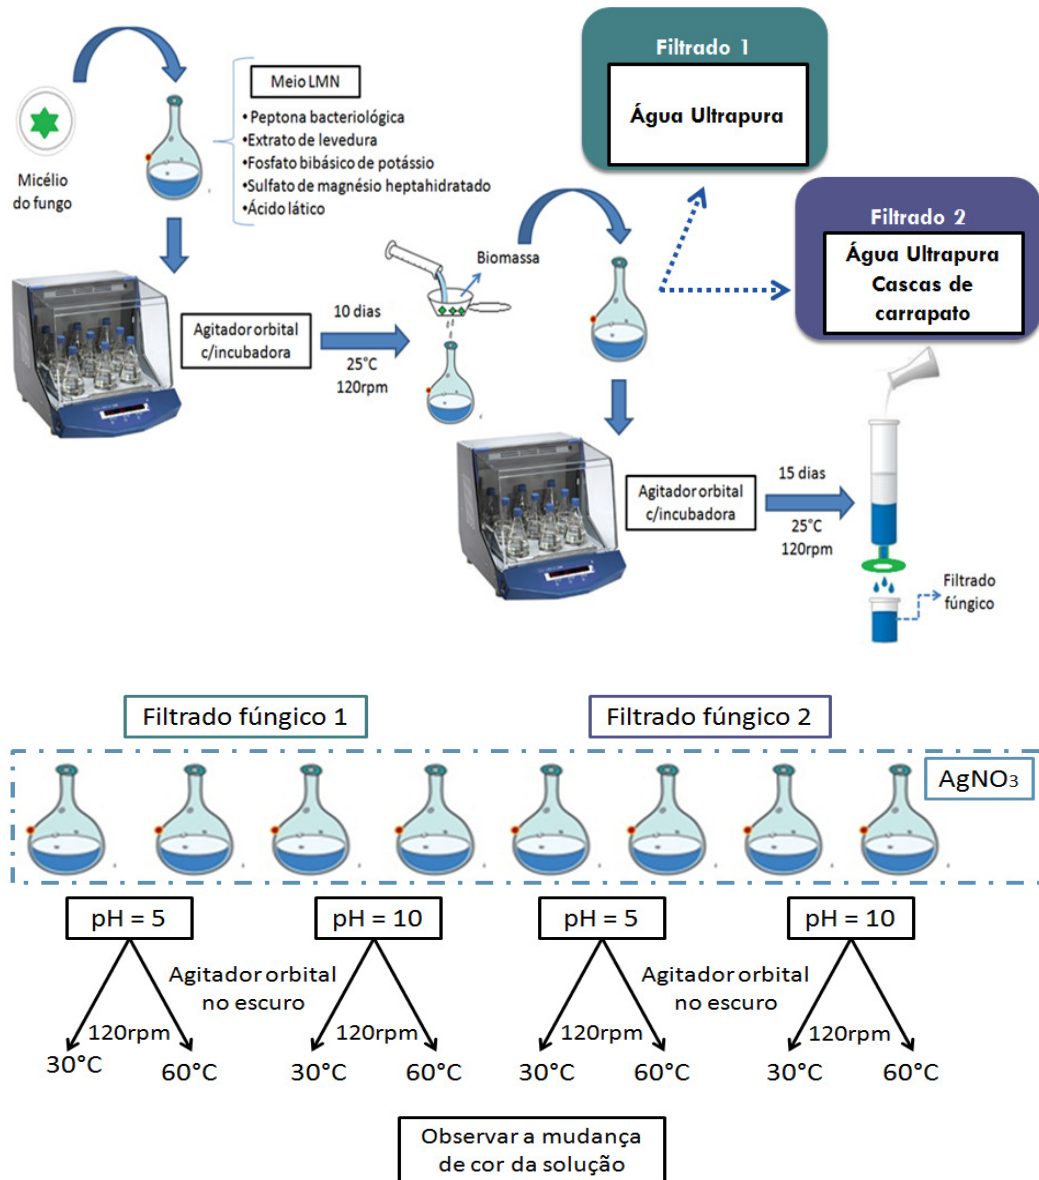 Filtrado 1
Água Ultrapura
Meio LMN
•Peptona bacteriológica
•Extrato de levedura
•Fosfato bibásico de potássio
•Sulfato de magnésio heptahidratado
•Ácido lático
Micélio
do fungo
Filtrado 2
Água Ultrapura
Cascas de
carrapato
Biomassa
Agitador orbital
c/incubadora
10 dias
25°C
120rpm
Agitador orbital
c/incubadora
15 dias
25°C
120rpm
Filtrado
fúngico
Filtrado fúngico 1
Filtrado fúngico 2
AgNO3
pH = 5
pH = 10
pH = 5
pH = 10
Agitador orbital
no escuro
Agitador orbital
no escuro
120rpm
120rpm
120rpm
120rpm
30°C
60°C
30°C
60°C
30°C
60°C
30°C
60°C
Observar a mudança
de cor da solução